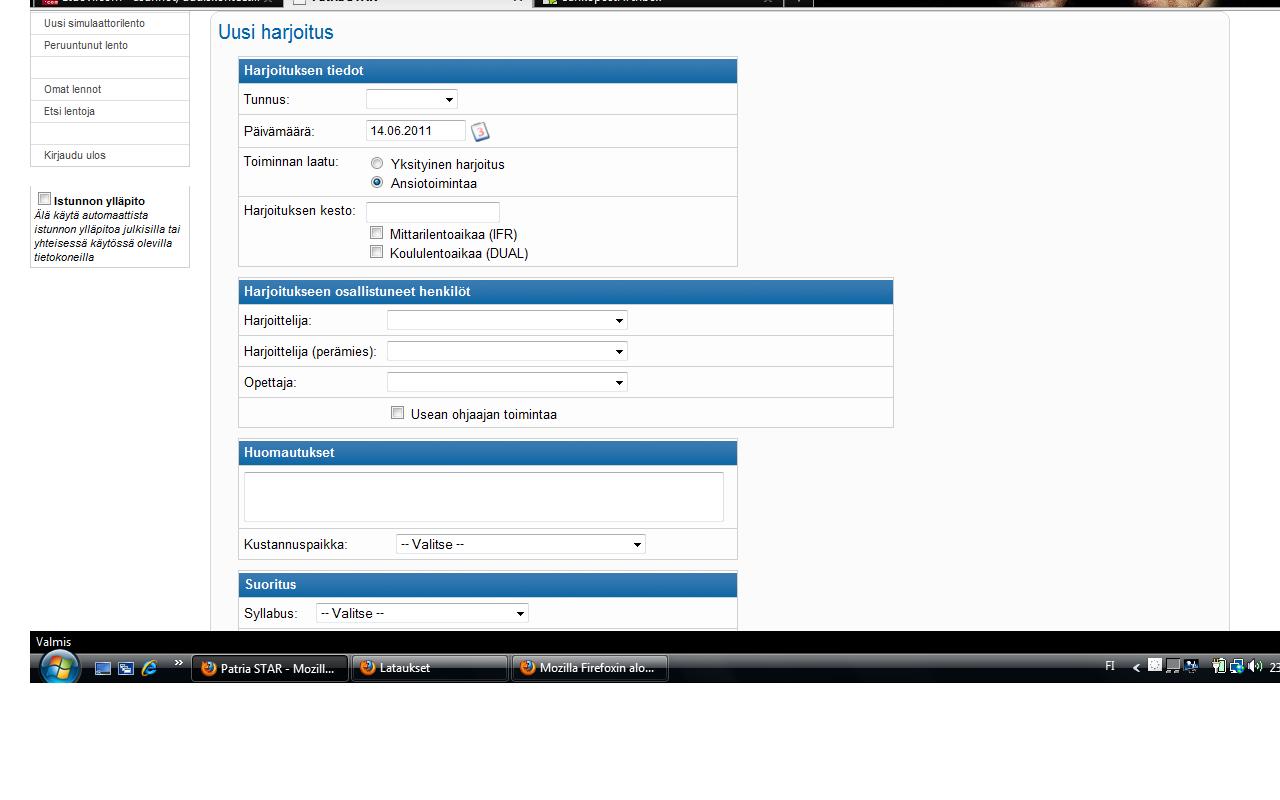 Uusi simulaattorilento
Peruuntunut lento
Omat lennot
Etsi lentoja
Kirjaudu ulos
Istunnon ylläpito
Älä käytä automaattista
istunnon ylläpitoa julkisilla tai
yhteisessä käytössä olevilla
tietokoneilla
Uusi harjoitus
Harjoituksen tiedot
Tunnus:
Päivämäärä: 14.06.2011 3
Toiminnan laatu: Yksityinen harjoitus
Ansiotoimintaa
Harjoituksen kesto:
Mittarilentoaikaa (IFR)
Koululentoaikaa (DUAL)
Harjoitukseen osallistuneet henkilöt
Harjoittelija:
Harjoittelija (perämies):
Opettaja:
Usean ohjaajan toimintaa
Huomautukset
Kustannuspaikka: -- Valitse --
Suoritus
Syllabus: -- Valitse --
Valmis
» Patria STAR - Mozill... Lataukset Mozilla Firefoxin alo... FI < 23